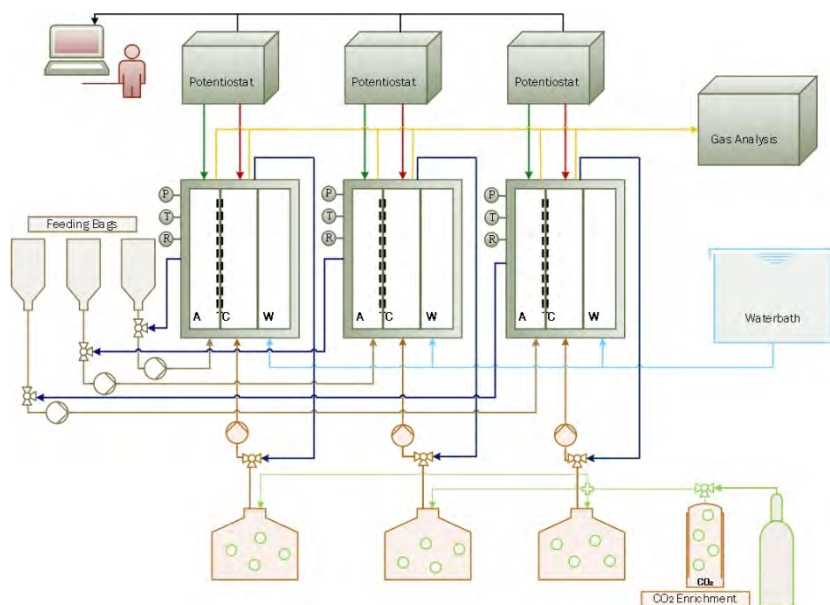 Potentiostat
Potentiostat
Potentiostat
Gas Analysis
P
T
R
P
T
R
P
T
R
Feeding Bags
A
C
W
A
C
W
A
C
W
Waterbath
CO₂
CO₂ Enrichment